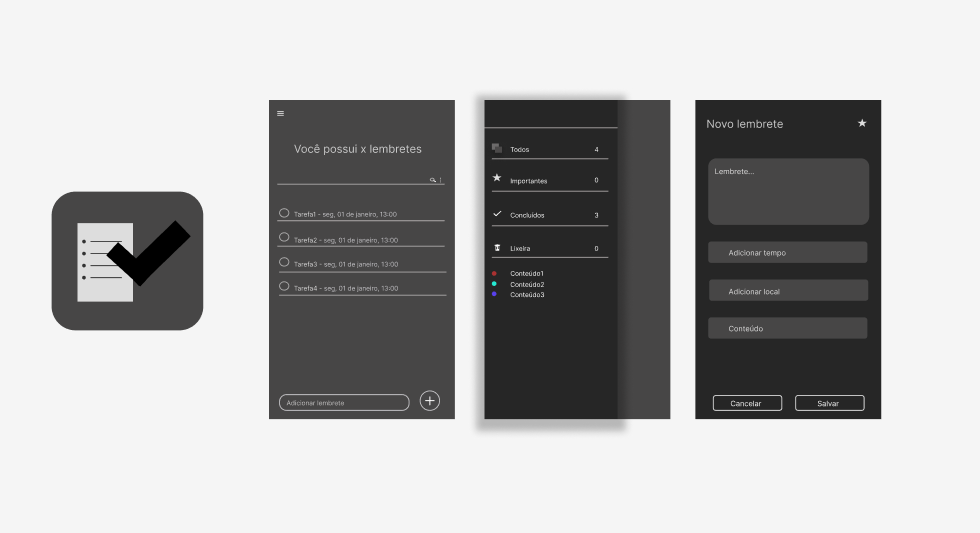 Você possui x lembretes
Tarefa1 - seg, 01 de janeiro, 13:00
Tarefa2 - seg, 01 de janeiro, 13:00
Tarefa3 - seg, 01 de janeiro, 13:00
Tarefa4 - seg, 01 de janeiro, 13:00
Adicionar lembrete
Todos 4
Importantes 0
Concluídos 3
Lixeira 0
Conteúdo1
Conteúdo2
Conteúdo3
Novo lembrete
Lembrete...
Adicionar tempo
Adicionar local
Conteúdo
Cancelar Salvar